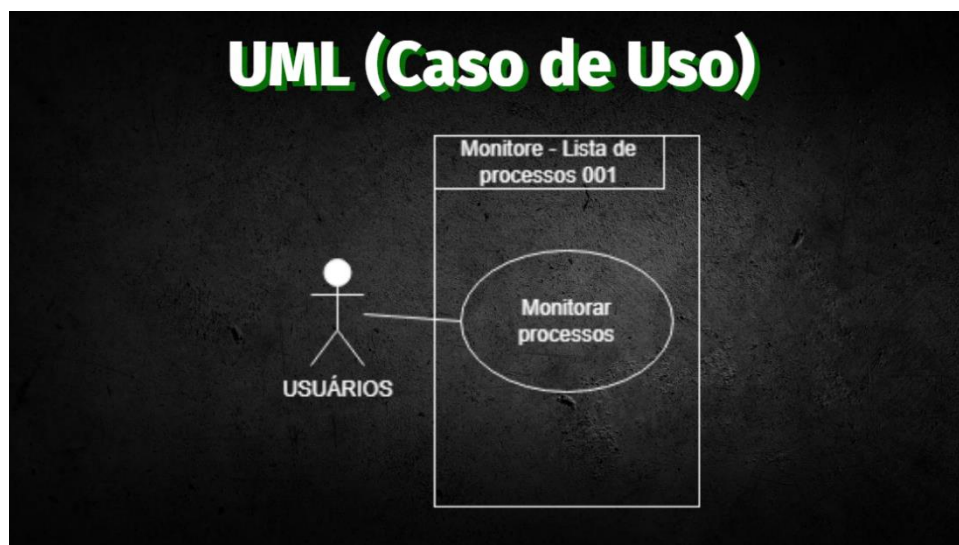 UML (Caso de Uso)
Monitore - Lista de
processos 001
Monitorar
processos
USUÁRIOS